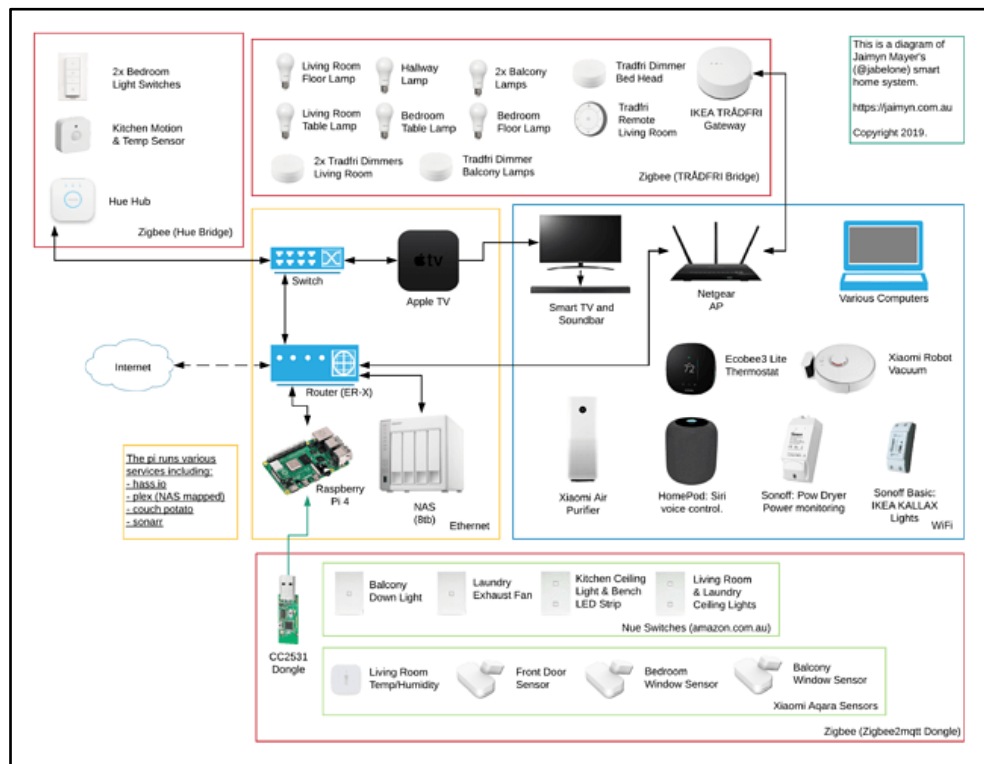 2x Bedroom
Light Switches
Kitchen Motion
& Temp Sensor
Hue Hub
Zigbee (Hue Bridge)
Living Room
Floor Lamp
Hallway
Lamp
2x Balcony
Lamps
Tradfri Dimmer
Bed Head
IKEA TRÅDFRI
Gateway
Living Room
Table Lamp
Bedroom
Table Lamp
Bedroom
Floor Lamp
Tradfri
Remote
Living Room
2x Tradfri Dimmers
Living Room
Tradfri Dimmer
Balcony Lamps
Zigbee (TRÅDFRI Bridge)
This is a diagram of
Jaimyn Mayer's
(@jabelone) smart
home system.
https://jaimyn.com.au
Copyright 2019.
Switch
tv
Apple TV
Internet
Router (ER-X)
Raspberry
Pi 4
NAS
(8tb)
Ethernet
The pi runs various
services including:
- hass.io
- plex (NAS mapped)
- couch potato
- sonarr
Smart TV and
Soundbar
Netgear
AP
Various Computers
72
Ecobee3 Lite
Thermostat
Xiaomi Robot
Vacuum
Xiaomi Air
Purifier
HomePod: Siri
voice control.
Sonoff: Pow Dryer
Power monitoring
Sonoff Basic:
IKEA KALLAX
Lights
WiFi
CC2531
Dongle
Balcony
Down Light
Laundry
Exhaust Fan
Kitchen Ceiling
Light & Bench
LED Strip
Living Room
& Laundry
Ceiling Lights
Nue Switches (amazon.com.au)
Living Room
Temp/Humidity
Front Door
Sensor
Bedroom
Window Sensor
Balcony
Window Sensor
Xiaomi Aqara Sensors
Zigbee (Zigbee2mqtt Dongle)